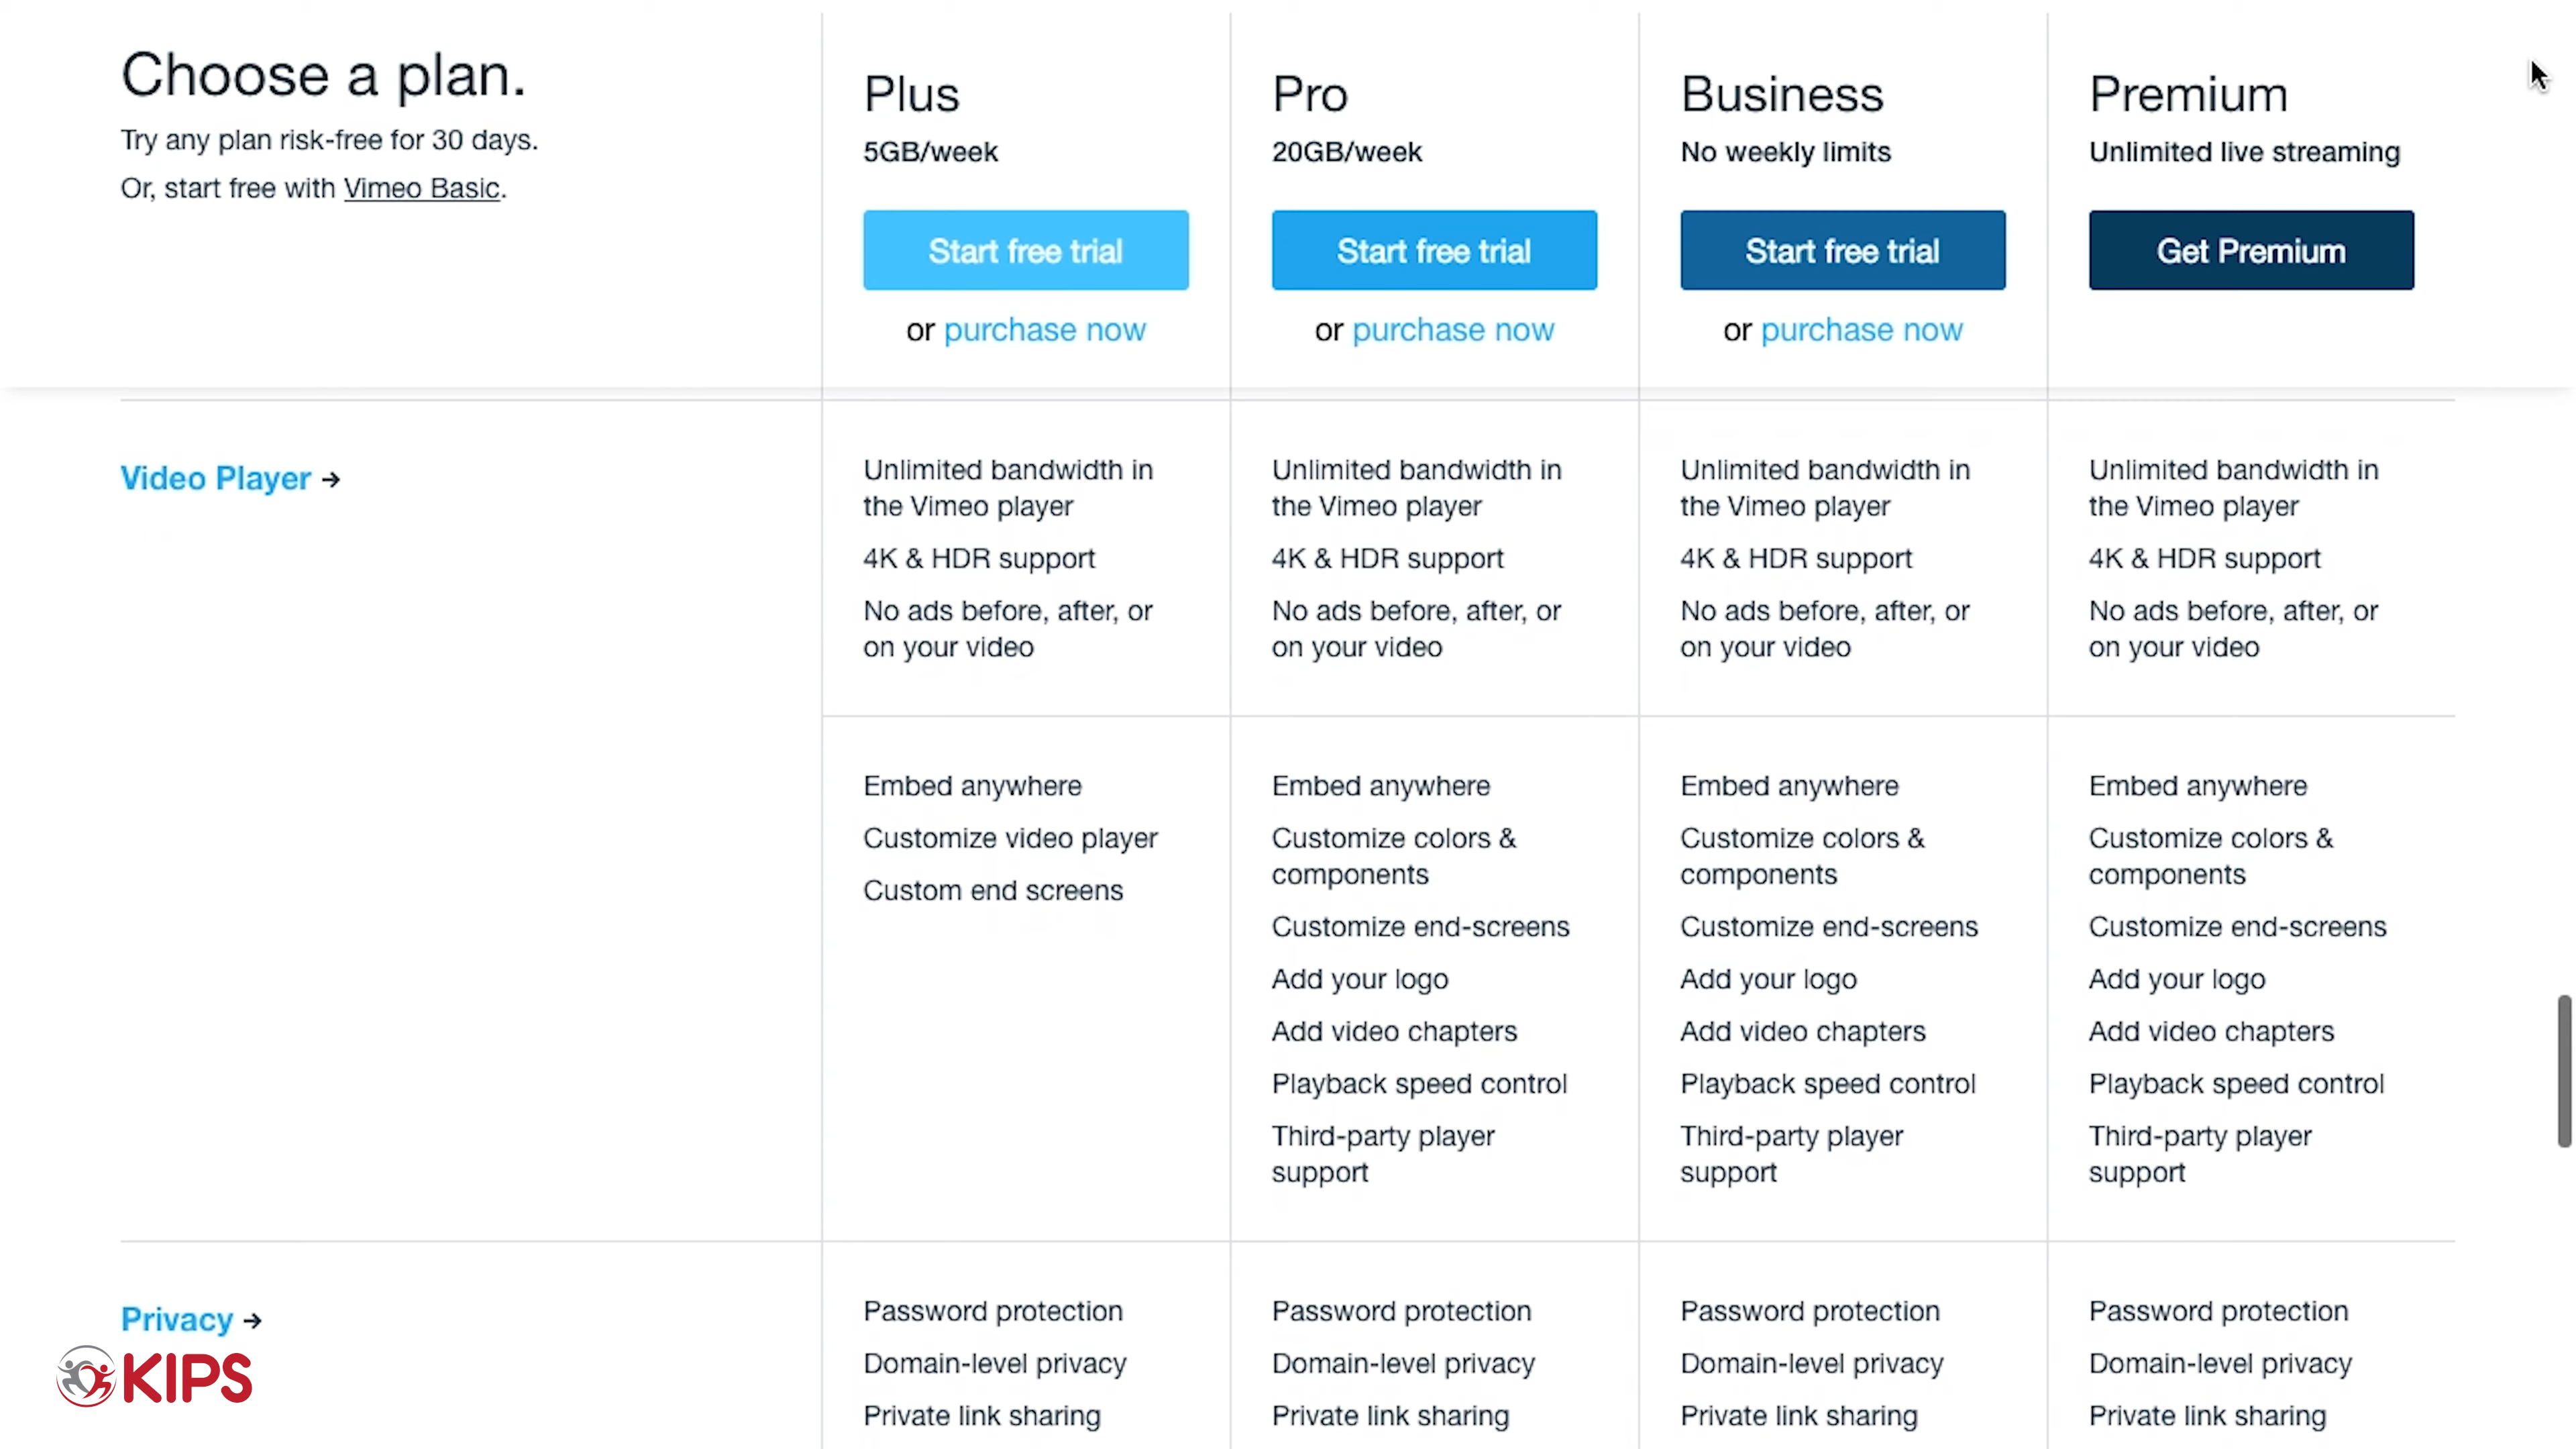 Choose a plan.
Try any plan risk-free for 30 days.
Or, start free with Vimeo Basic.
Plus
5GB/week
Start free trial
or purchase now
Pro
20GB/week
Start free trial
or purchase now
Business
No weekly limits
Start free trial
or purchase now
Premium
Unlimited live streaming
Get Premium
Video Player →
Unlimited bandwidth in
the Vimeo player
4K & HDR support
No ads before, after, or
on your video
Unlimited bandwidth in
the Vimeo player
4K & HDR support
No ads before, after, or
on your video
Unlimited bandwidth in
the Vimeo player
4K & HDR support
No ads before, after, or
on your video
Unlimited bandwidth in
the Vimeo player
4K & HDR support
No ads before, after, or
on your video
Embed anywhere
Customize video player
Custom end screens
Embed anywhere
Customize colors &
components
Customize end-screens
Add your logo
Add video chapters
Playback speed control
Third-party player
support
Embed anywhere
Customize colors &
components
Customize end-screens
Add your logo
Add video chapters
Playback speed control
Third-party player
support
Embed anywhere
Customize colors &
components
Customize end-screens
Add your logo
Add video chapters
Playback speed control
Third-party player
support
Privacy →
Password protection
Domain-level privacy
Private link sharing
Password protection
Domain-level privacy
Private link sharing
Password protection
Domain-level privacy
Private link sharing
Password protection
Domain-level privacy
Private link sharing
KIPS